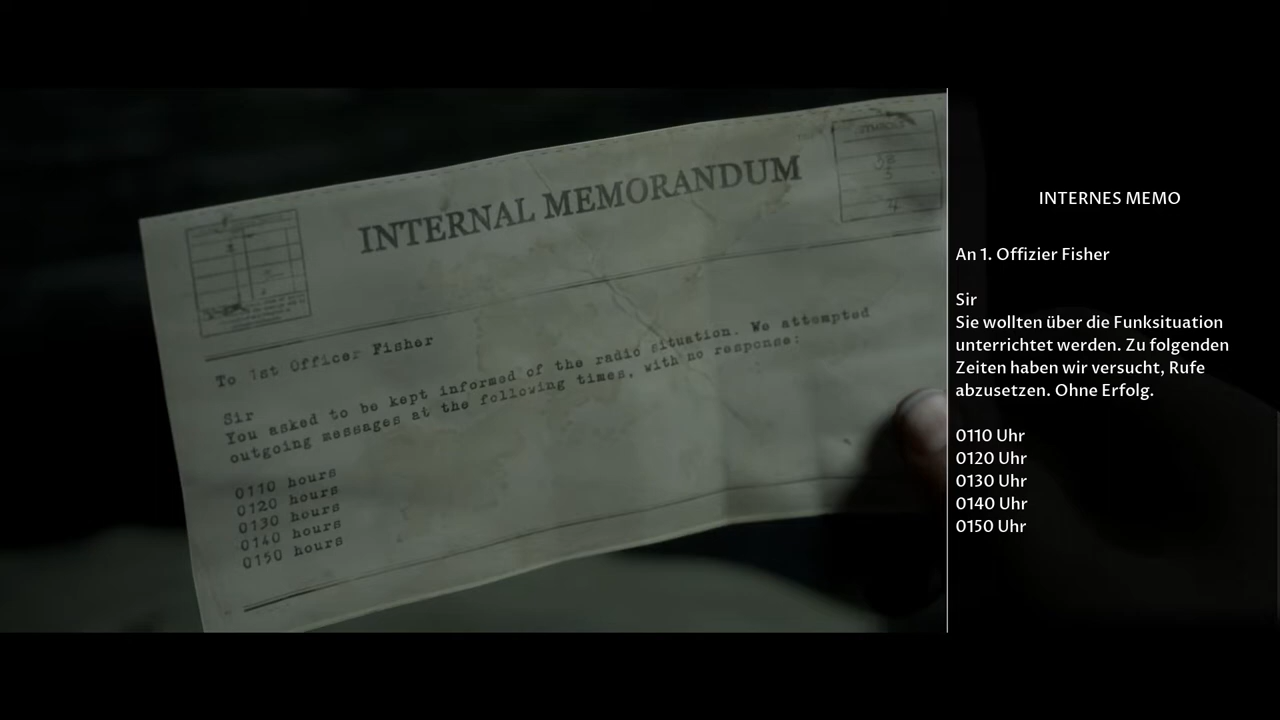 INTERNAL MEMORANDUM
To 1st Officer Fisher
Sir
You asked to be kept informed of the radio situation. We attempted
outgoing messages at the following times, with no response:
0110 hours
0120 hours
0130 hours
0140 hours
0150 hours
INTERNES MEMO
An 1. Offizier Fisher
Sir
Sie wollten über die Funksituation
unterrichtet werden. Zu folgenden
Zeiten haben wir versucht, Rufe
abzusetzen. Ohne Erfolg.
0110 Uhr
0120 Uhr
0130 Uhr
0140 Uhr
0150 Uhr